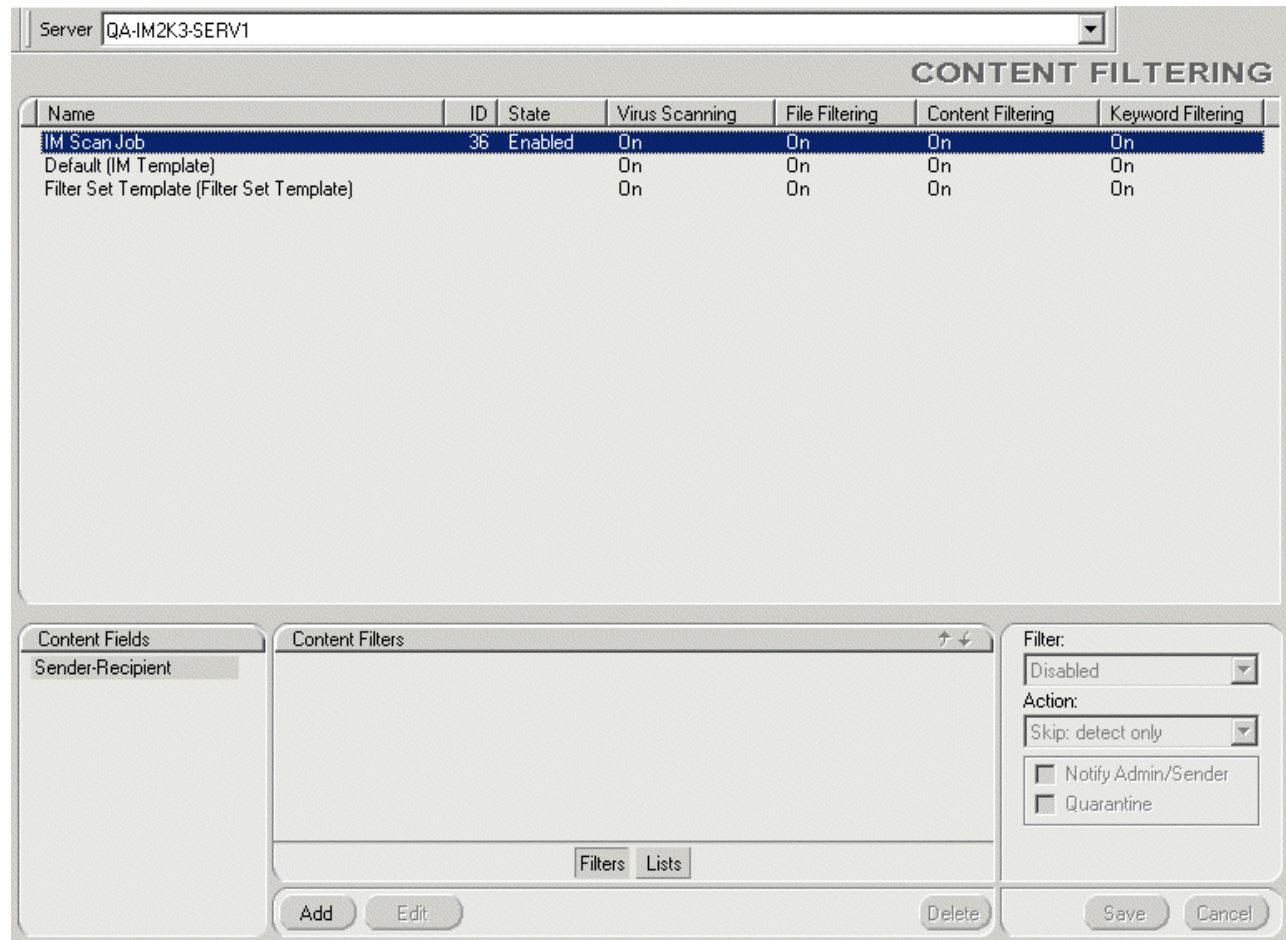 Server QA-IM2K3-SERV1
CONTENT FILTERING
Name ID State Virus Scanning File Filtering Content Filtering Keyword Filtering
IM Scan Job 36 Enabled On On On On
Default (IM Template) On On On On
Filter Set Template (Filter Set Template) On On On On
Content Fields
Sender-Recipient
Content Filters
Filters Lists
Add Edit Delete
Filter:
Disabled
Action:
Skip: detect only
Notify Admin/Sender
Quarantine
Save Cancel